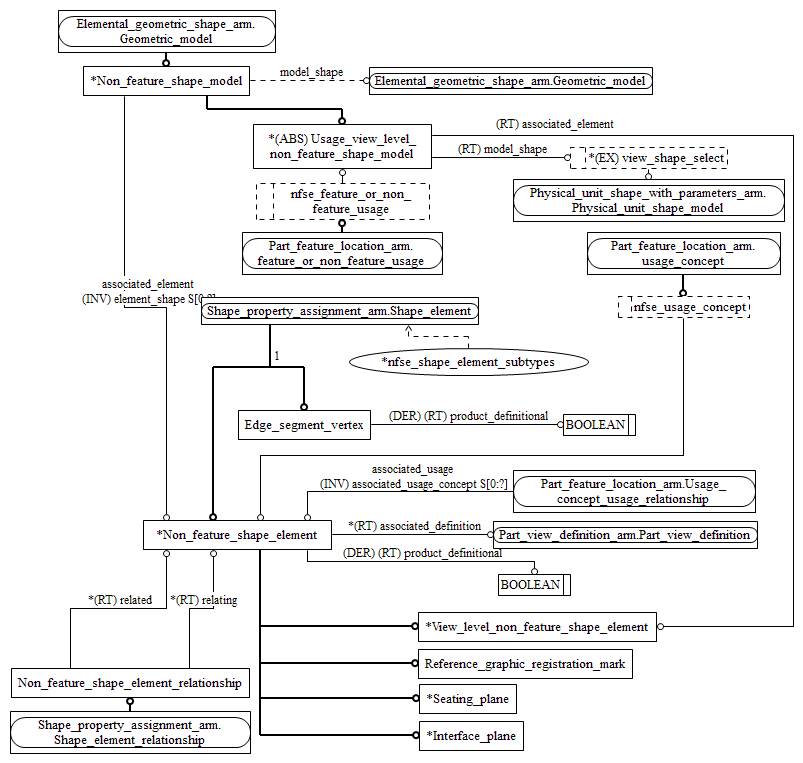 Elemental_geometric_shape_arm.
Geometric_model
*Non_feature_shape_model
model_shape
Elemental_geometric_shape_arm.Geometric_model
*(ABS) Usage_view_level_
non_feature_shape_model
(RT) associated_element
(RT) model_shape
*(EX) view_shape_select
nfse_feature_or_non_
feature_usage
Physical_unit_shape_with_parameters_arm.
Physical_unit_shape_model
Part_feature_location_arm.
feature_or_non_feature_usage
Part_feature_location_arm.
usage_concept
associated_element
(INV) element_shape S[0:?]
Shape_property_assignment_arm.Shape_element
nfse_usage_concept
1
*nfse_shape_element_subtypes
Edge_segment_vertex
(DER) (RT) product_definitional
BOOLEAN
associated_usage
(INV) associated_usage_concept S[0:?]
Part_feature_location_arm.Usage_
concept_usage_relationship
*Non_feature_shape_element
*(RT) associated_definition
Part_view_definition_arm.Part_view_definition
(DER) (RT) product_definitional
BOOLEAN
*(RT) related
*(RT) relating
*View_level_non_feature_shape_element
Reference_graphic_registration_mark
Non_feature_shape_element_relationship
*Seating_plane
Shape_property_assignment_arm.
Shape_element_relationship
*Interface_plane